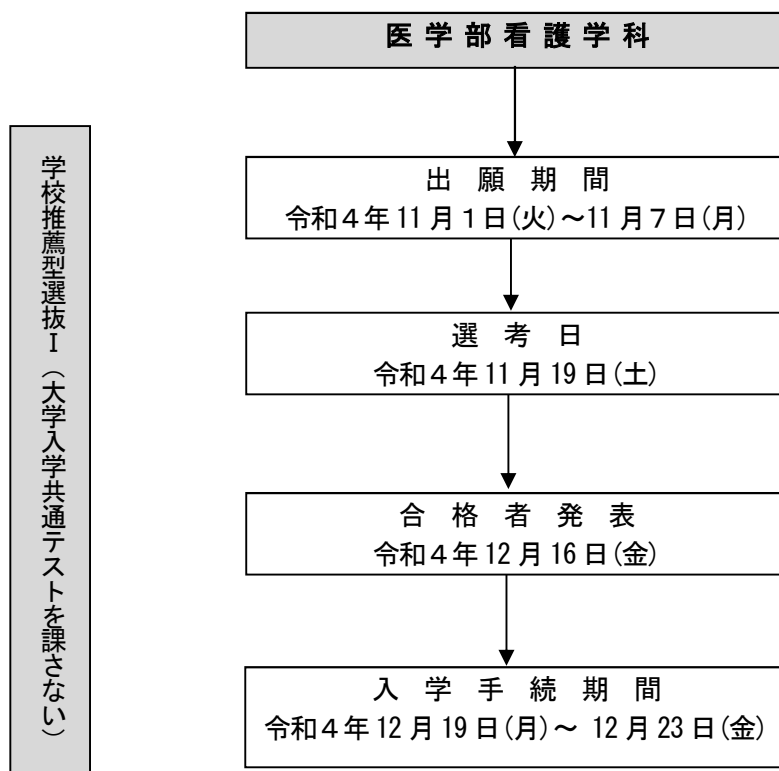 医学部看護学科
学校推薦型選抜Ⅰ（大学入学共通テストを課さない）
出願期間
令和４年11月１日(火)～11月７日(月)
選考日
令和４年11月19日(土)
合格者発表
令和４年12月16日(金)
入学手続期間
令和４年12月19日(月)～ 12月23日(金)